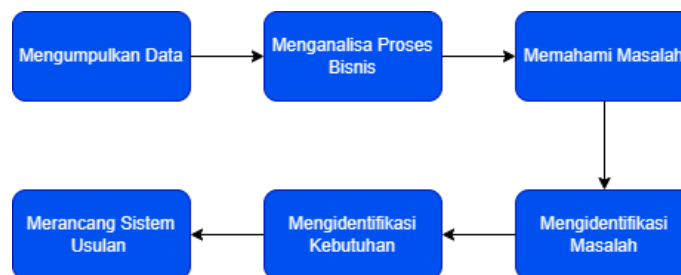 Mengumpulkan Data
Menganalisa Proses
Bisnis
Memahami Masalah
Mengidentifikasi
Masalah
Mengidentifikasi
Kebutuhan
Merancang Sistem
Usulan